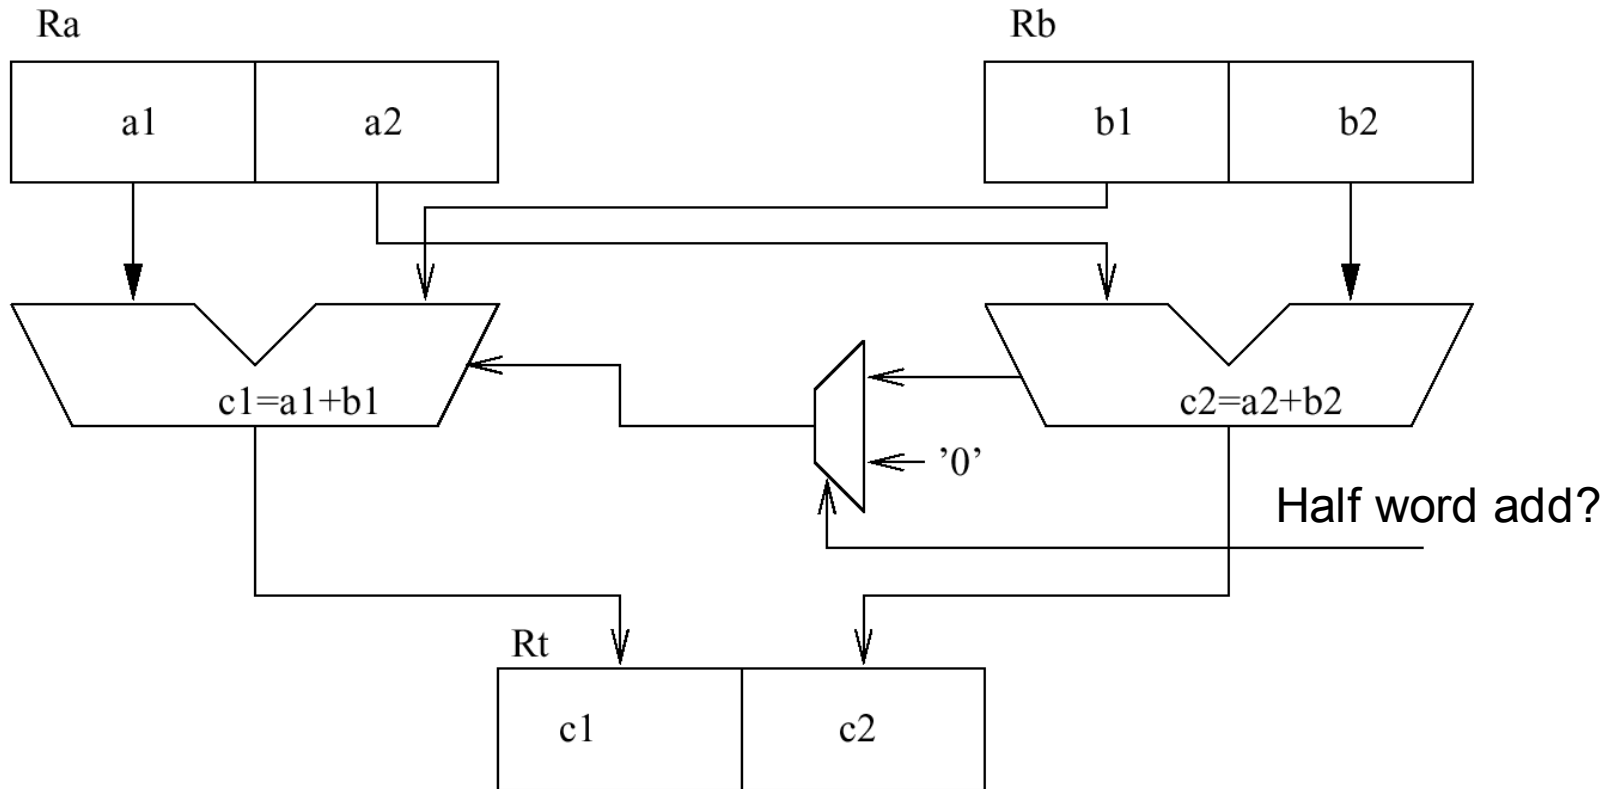 Ra
Rb
a1
a2
b1
b2
c1=a1+b1
c2=a2+b2
’0’
Half word add?
Rt
c1
c2